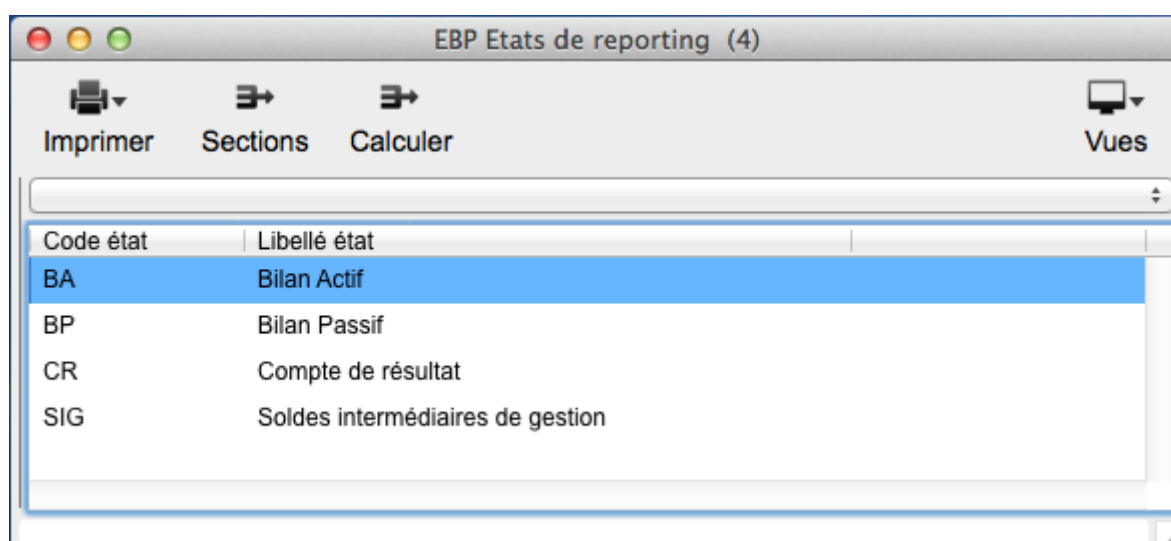 EBP Etats de reporting (4)
Imprimer Sections Calculer Vues
Code état Libellé état
BA Bilan Actif
BP Bilan Passif
CR Compte de résultat
SIG Soldes intermédiaires de gestion